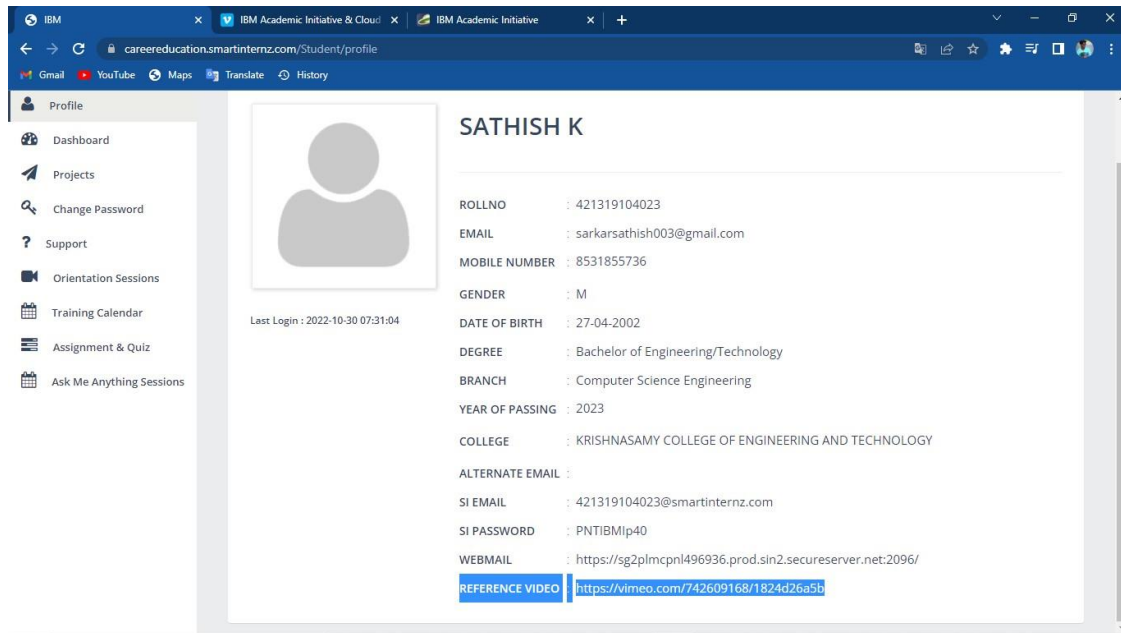 IBM
IBM Academic Initiative & Cloud
IBM Academic Initiative
careereducation.smartinternz.com/Student/profile
Gmail YouTube Maps Translate History
Profile
Dashboard
Projects
Change Password
? Support
Orientation Sessions
Training Calendar
Assignment & Quiz
Ask Me Anything Sessions
Last Login : 2022-10-30 07:31:04
SATHISH K
ROLLNO : 421319104023
EMAIL : sarkarsathish003@gmail.com
MOBILE NUMBER : 8531855736
GENDER : M
DATE OF BIRTH : 27-04-2002
DEGREE : Bachelor of Engineering/Technology
BRANCH : Computer Science Engineering
YEAR OF PASSING : 2023
COLLEGE : KRISHNASAMY COLLEGE OF ENGINEERING AND TECHNOLOGY
ALTERNATE EMAIL :
SI EMAIL : 421319104023@smartinternz.com
SI PASSWORD : PNTIBMIp40
WEBMAIL : https://sg2plmcpnl496936.prod.sin2.secureserver.net:2096/
REFERENCE VIDEO : https://vimeo.com/742609168/1824d26a5b